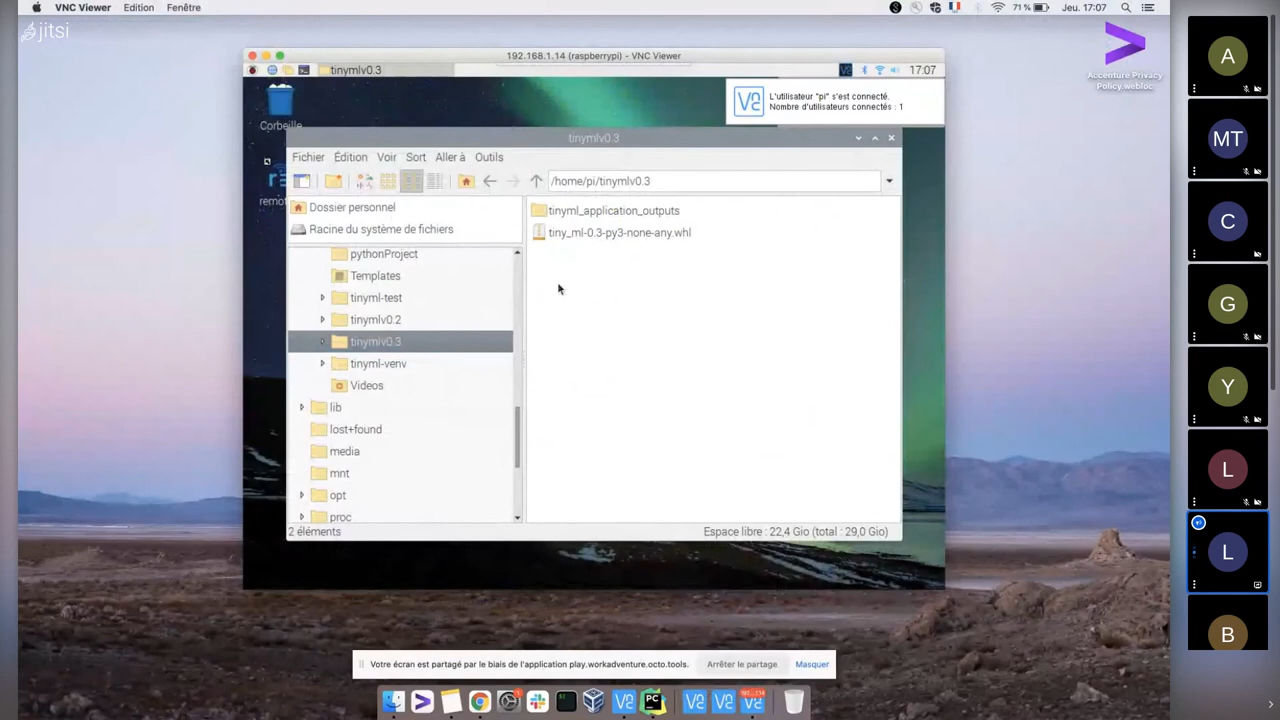 VNC Viewer Edition Fenêtre 71 % Jeu. 17:07
jitsi
192.168.1.14 (raspberrypi) - VNC Viewer
tinymlv0.3 17:07
Accenture Privacy
Policy.webloc
L'utilisateur "pi" s'est connecté.
Nombre d'utilisateurs connectés : 1
Corbeille
tinymlv0.3
Fichier Édition Voir Sort Aller à Outils
/home/pi/tinymlv0.3
Dossier personnel
Racine du système de fichiers
pythonProject
Templates
tinyml-test
tinymlv0.2
tinymlv0.3
tinyml-venv
Videos
lib
lost+found
media
mnt
opt
proc
tinyml_application_outputs
tiny_ml-0.3-py3-none-any.whl
2 éléments
Espace libre : 22,4 Gio (total : 29,0 Gio)
Votre écran est partagé par le biais de l'application play.workadventure.octo.tools. Arrêter le partage Masquer
PC
A
MT
C
G
Y
L
L
B